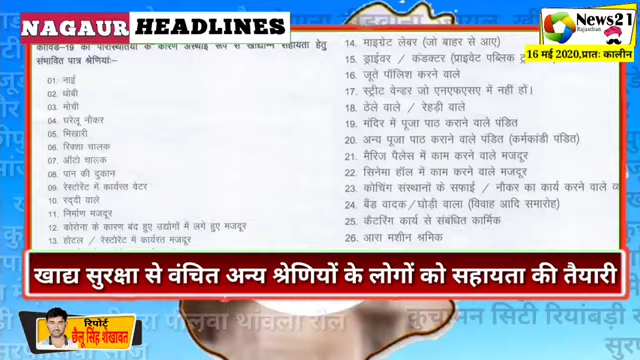 NAGAUR HEADLINES
News21
Rajasthan
16 मई 2020,प्रातः कालीन
कोविड-19 की परिस्थितियों के कारण अस्थाई रूप से खाद्यान्न सहायता हेतु
संभावित पात्र श्रेणियां:-
01. नाई
02. धोबी
03. मोची
04. घरेलू नौकर
05. भिखारी
06. रिक्शा चालक
07. ऑटो चालक
08. पान की दुकान
09. रेस्टोरेंट में कार्यरत वेटर
10. रद्दी वाले
11. निर्माण मजदूर
12. कोरोना के कारण बंद हुए उद्योगों में लगे हुए मजदूर
13. होटल / रेस्टोरेंट में कार्यरत मजदूर
14. माइग्रेट लेबर (जो बाहर से आए)
15. ड्राईवर / कंडक्टर (प्राइवेट पब्लिक
16. जूते पॉलिश करने वाले
17. स्ट्रीट वेन्डर जो एनएफएसए में नहीं हों।
18. ठेले वाले / रेहड़ी वाले
19. मंदिर में पूजा पाठ कराने वाले पंडित
20. अन्य पूजा पाठ कराने वाले पंडित (कर्मकांडी पंडित)
21. मैरिज पैलेस में काम करने वाले मजदूर
22. सिनेमा हॉल में काम करने वाले मजदूर
23. कोचिंग संस्थानों के सफाई / नौकर का कार्य करने वाले
24. बैंड वादक/घोड़ी वाला (विवाह आदि समारोह)
25. कैटरिंग कार्य से संबंधित कार्मिक
26. आरा मशीन श्रमिक
खाद्य सुरक्षा से वंचित अन्य श्रेणियों के लोगों को सहायता की तैयारी
रिपोर्ट
छैलू सिंह शेखावत
कुचामन सिटी रियांबड़ी